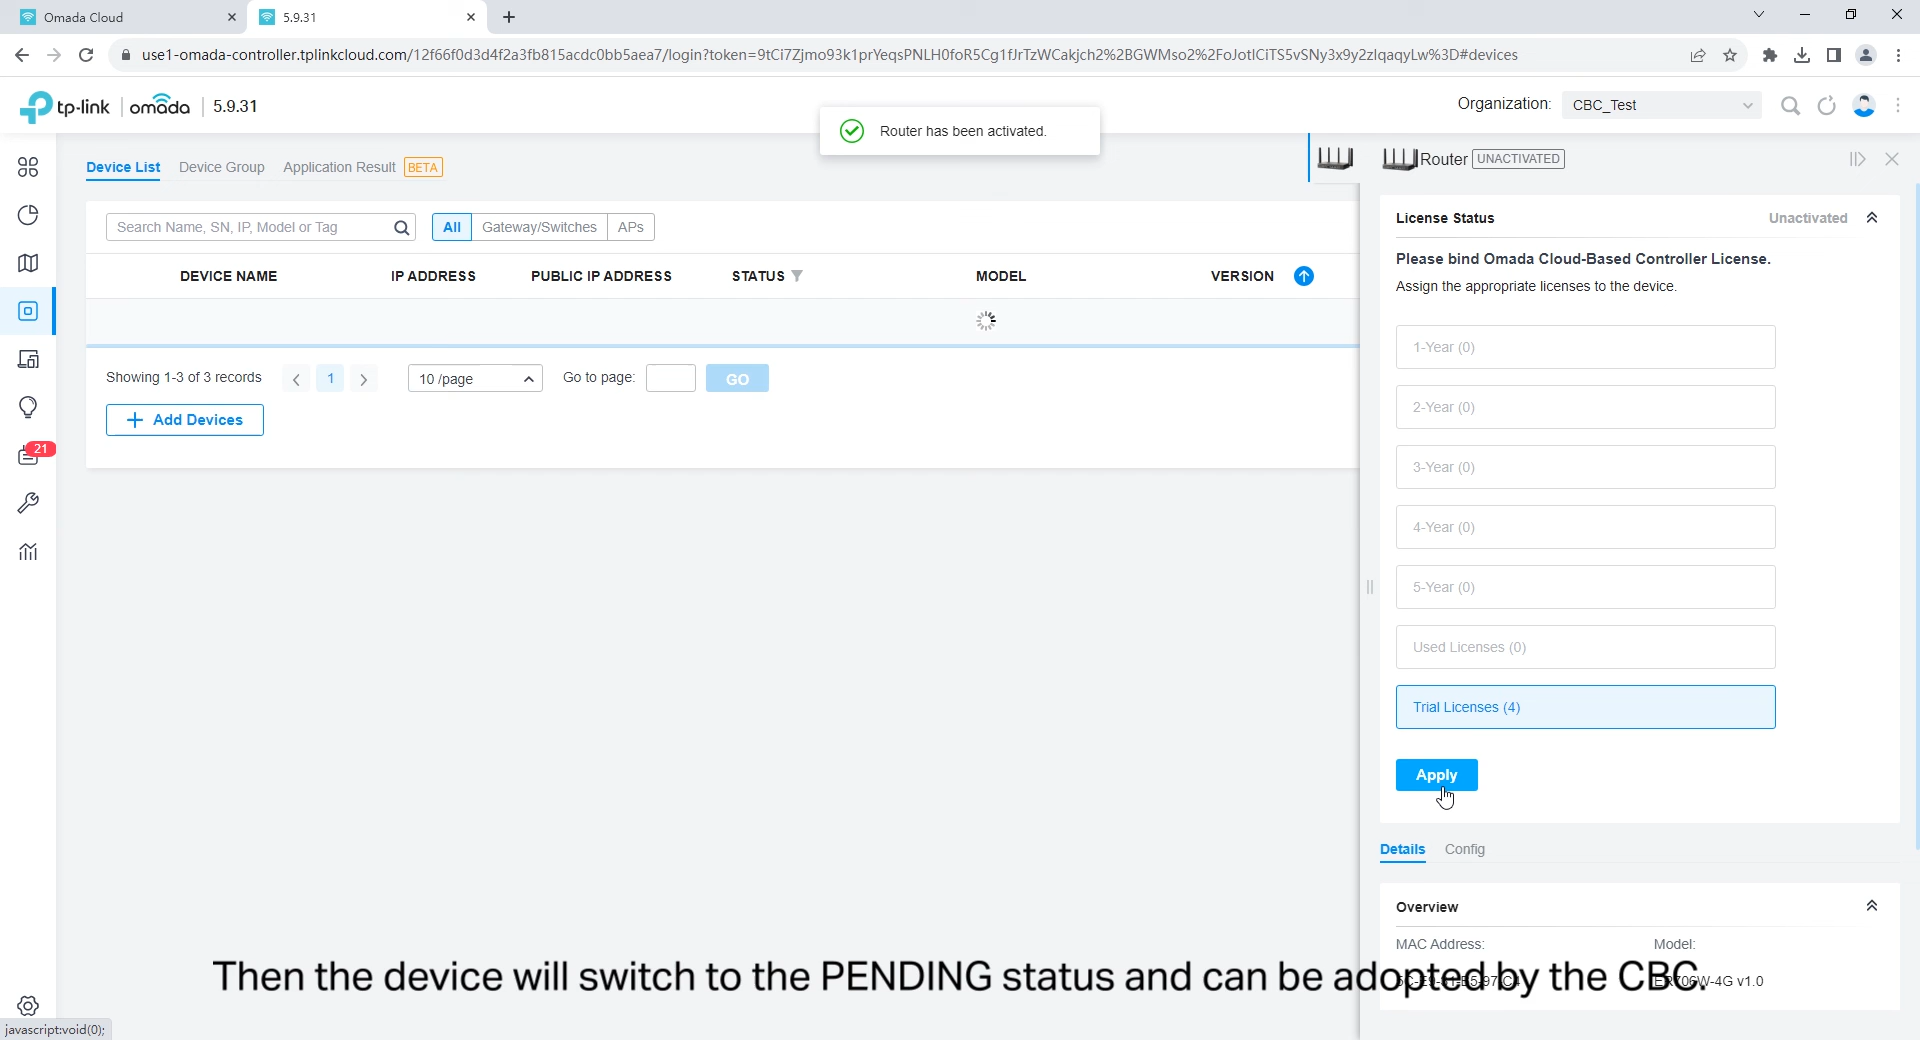 Omada Cloud
5.9.31
use1-omada-controller.tplinkcloud.com/12f66f0d3d4f2a3fb815acdc0bb5aea7/login?token=9tCi7Zjmo93k1prYeqsPNLH0foR5Cg1fJrTzWCakjch2%2BGWMso2%2FoJotlCiTS5vSNy3x9y2zlqaqyLw%3D#devices
tp-link omada 5.9.31
Organization: CBC_Test
Router has been activated.
Device List Device Group Application Result BETA
Router UNACTIVATED
Search Name, SN, IP, Model or Tag
All Gateway/Switches APs
DEVICE NAME IP ADDRESS PUBLIC IP ADDRESS STATUS MODEL VERSION
Showing 1-3 of 3 records 1 10 /page Go to page: GO
Add Devices
21
License Status Unactivated
Please bind Omada Cloud-Based Controller License.
Assign the appropriate licenses to the device.
1-Year (0)
2-Year (0)
3-Year (0)
4-Year (0)
5-Year (0)
Used Licenses (0)
Trial Licenses (4)
Apply
Details Config
Overview
MAC Address: Model:
ER706W-4G v1.0
Then the device will switch to the PENDING status and can be adopted by the CBC.
javascript:void(0);